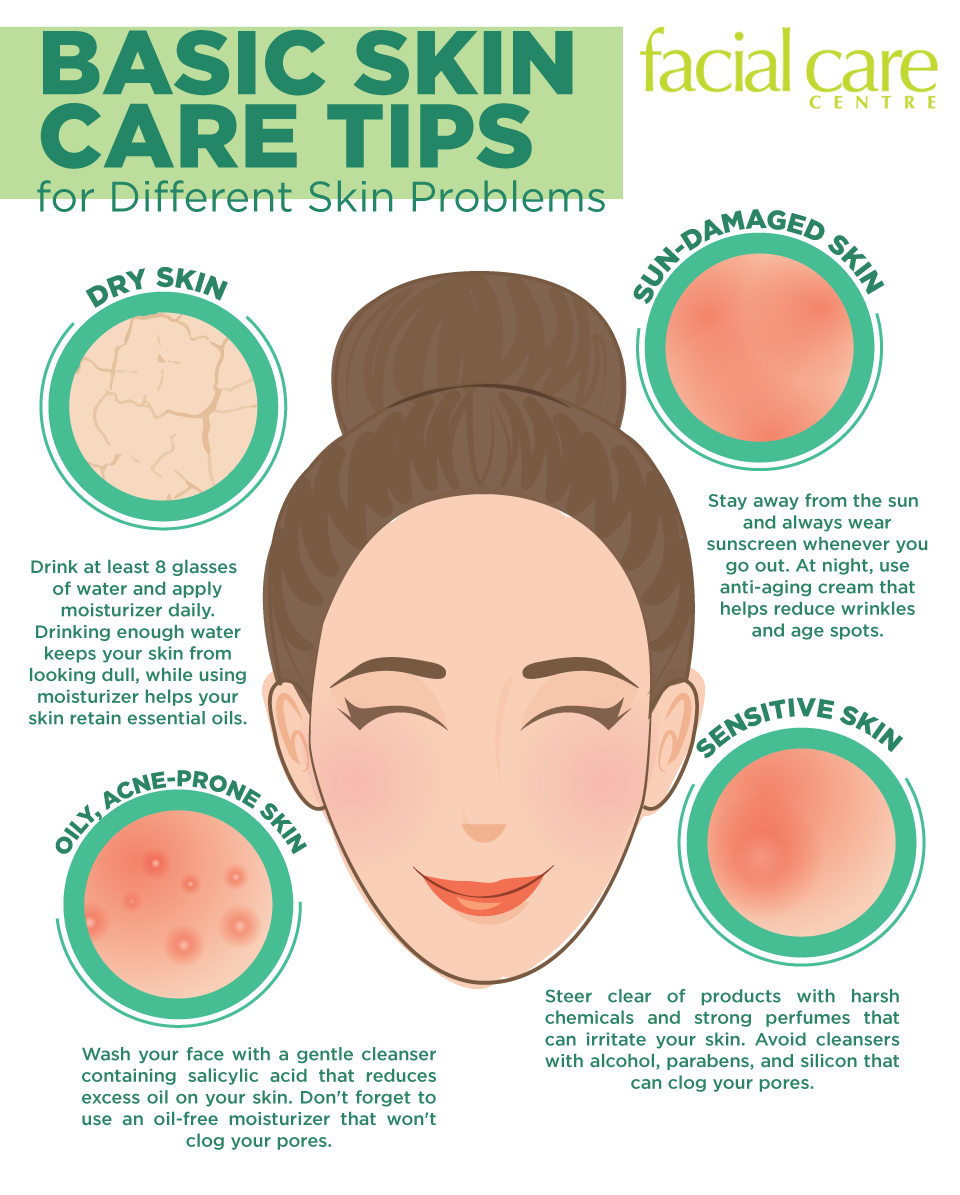 BASIC SKIN
CARE TIPS
for Different Skin Problems
facial care
CENTRE
DRY SKIN
Drink at least 8 glasses
of water and apply
moisturizer daily.
Drinking enough water
keeps your skin from
looking dull, while using
moisturizer helps your
skin retain essential oils.
SUN-DAMAGED SKIN
Stay away from the sun
and always wear
sunscreen whenever you
go out. At night, use
anti-aging cream that
helps reduce wrinkles
and age spots.
OILY, ACNE-PRONE SKIN
Wash your face with a gentle cleanser
containing salicylic acid that reduces
excess oil on your skin. Don't forget to
use an oil-free moisturizer that won't
clog your pores.
SENSITIVE SKIN
Steer clear of products with harsh
chemicals and strong perfumes that
can irritate your skin. Avoid cleansers
with alcohol, parabens, and silicon that
can clog your pores.